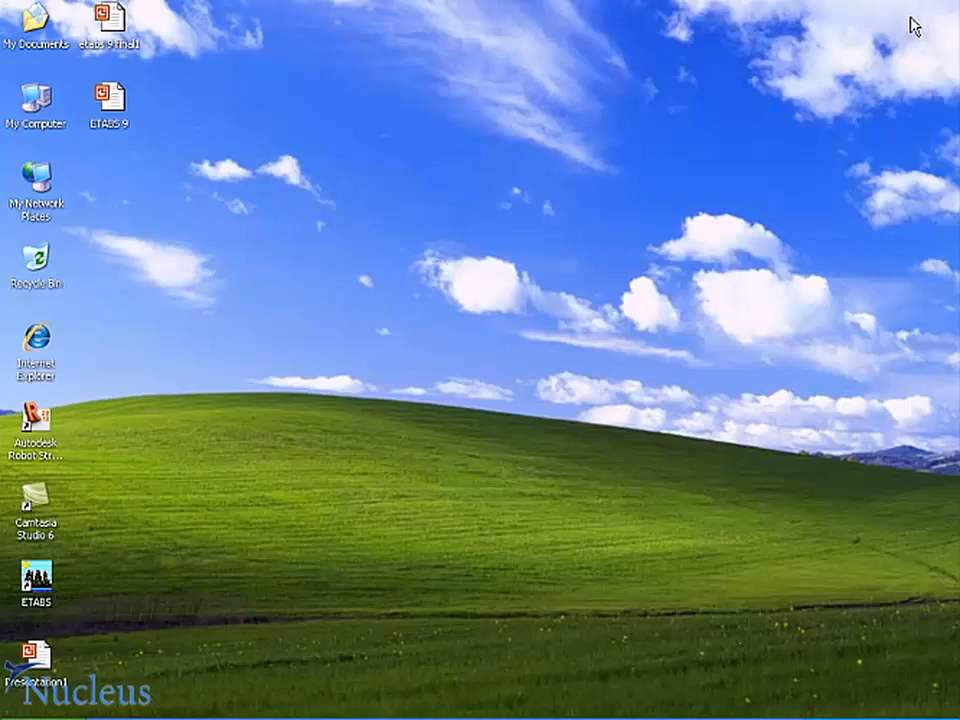 My Documents
etabs 9 final1
My Computer
ETABS 9
My Network
Places
Recycle Bin
Internet
Explorer
Autodesk
Robot Str...
Camtasia
Studio 6
ETABS
Presentation1
Nucleus